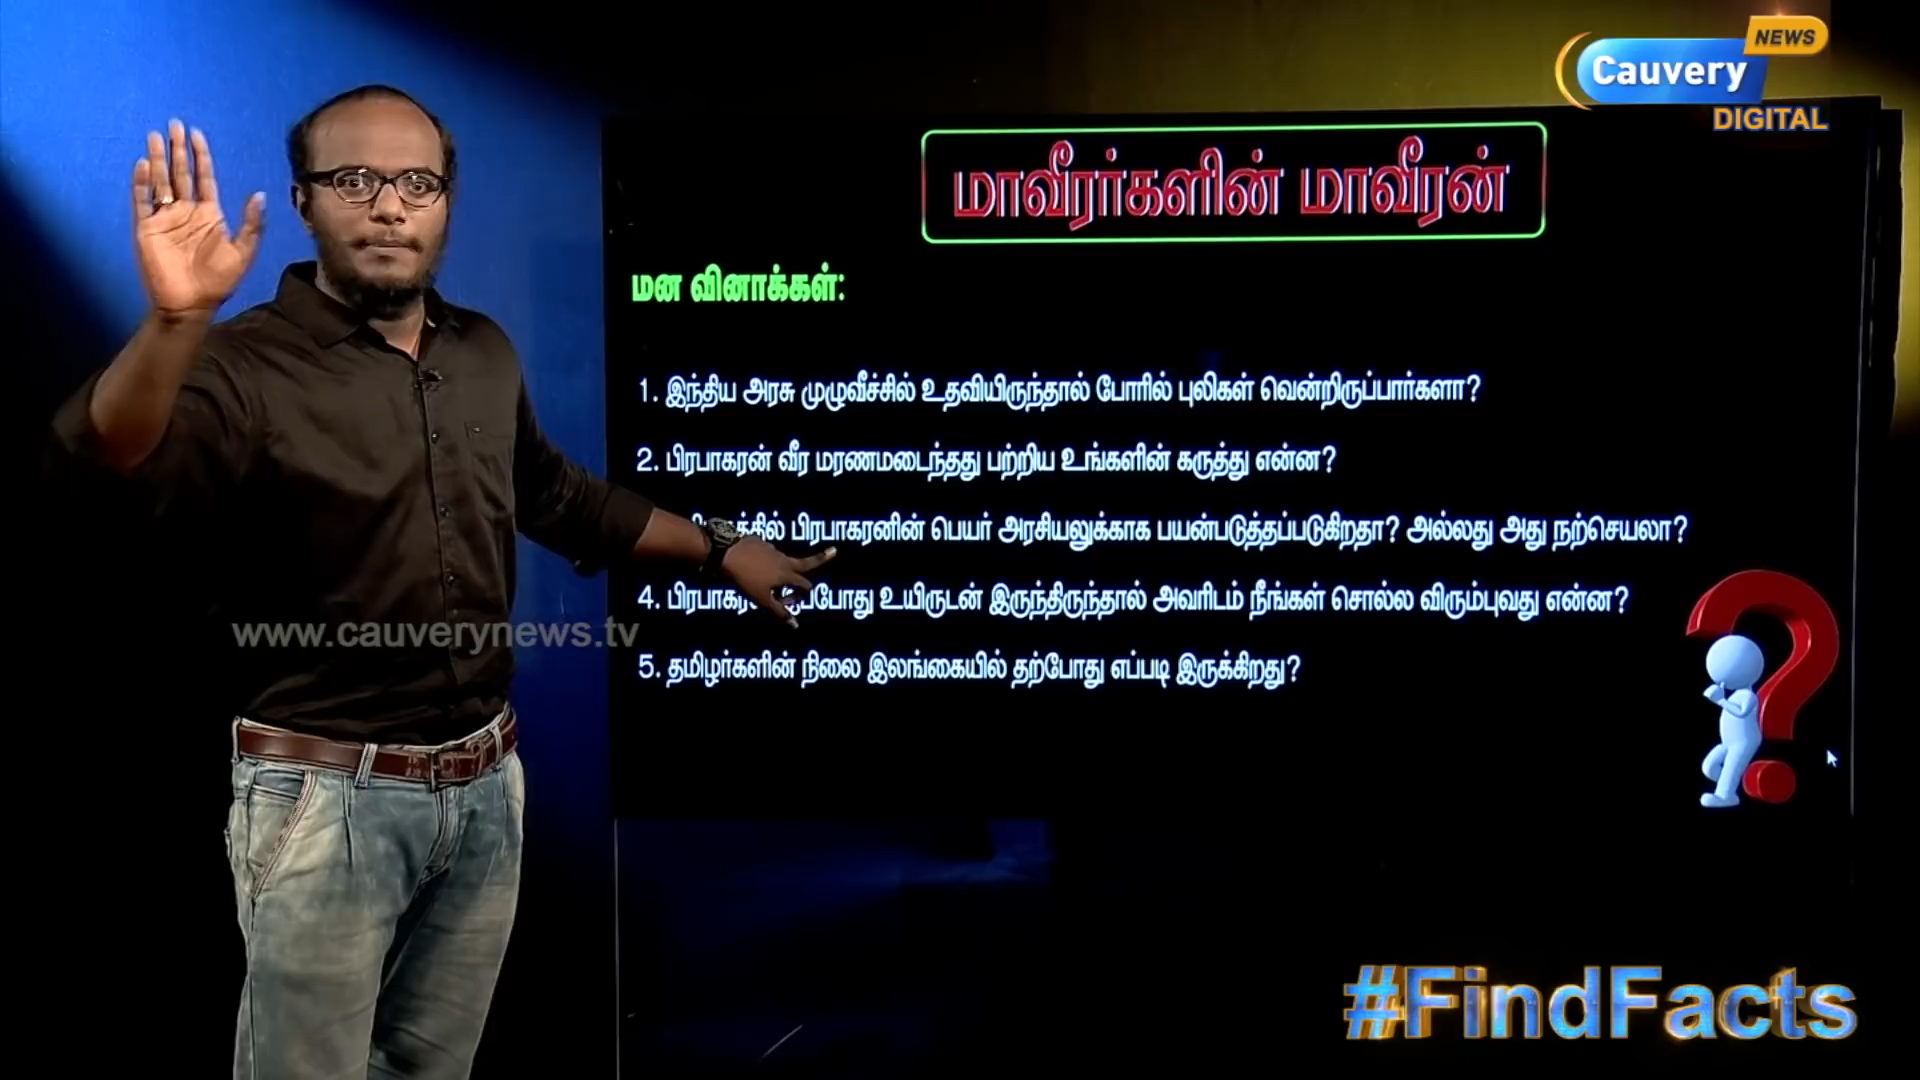 NEWS
Cauvery
DIGITAL
மாவீரர்களின் மாவீரன்
மன வினாக்கள்:
1. இந்திய அரசு முழுவீச்சில் உதவியிருந்தால் போரில் புலிகள் வென்றிருப்பார்களா?
2. பிரபாகரன் வீர மரணமடைந்தது பற்றிய உங்களின் கருத்து என்ன?
பிரபாகரனின் பெயர் அரசியலுக்காக பயன்படுத்தப்படுகிறதா? அல்லது அது நற்செயலா?
4. பிரபாகரன் இப்போது உயிருடன் இருந்திருந்தால் அவரிடம் நீங்கள் சொல்ல விரும்புவது என்ன?
www.cauverynews.tv
5. தமிழர்களின் நிலை இலங்கையில் தற்போது எப்படி இருக்கிறது?
#FindFacts